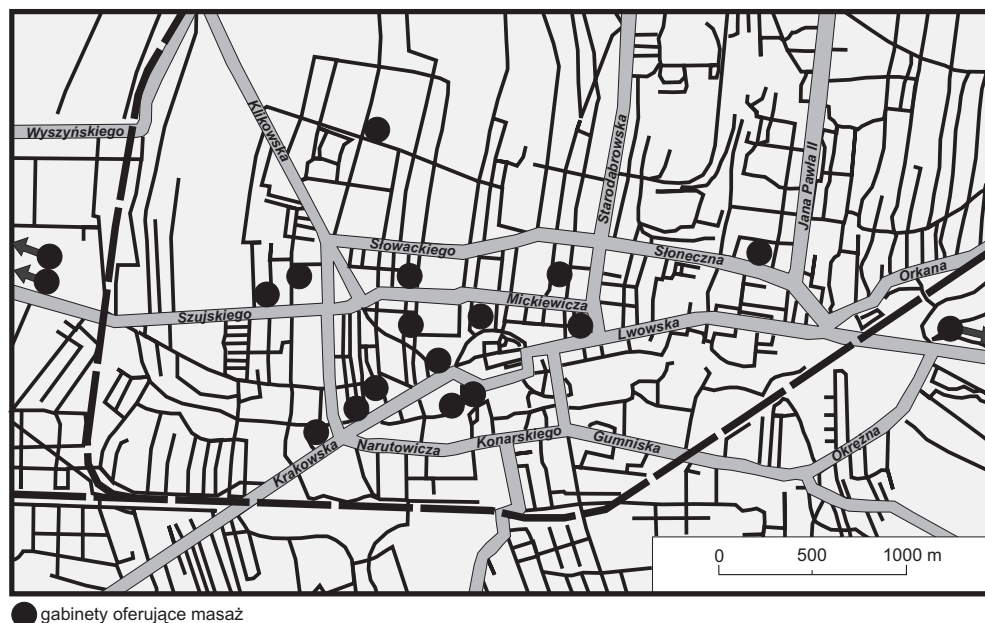 Wyszyńskiego
Klikowska
Starodąbrowska
Jana Pawła II
Słowackiego
Słoneczna
Orkana
Mickiewicza
Szujskiego
Lwowska
Krakowska
Narutowicza
Konarskiego
Gumniska
Okrężna
0 500 1000 m
gabinety oferujące masaż